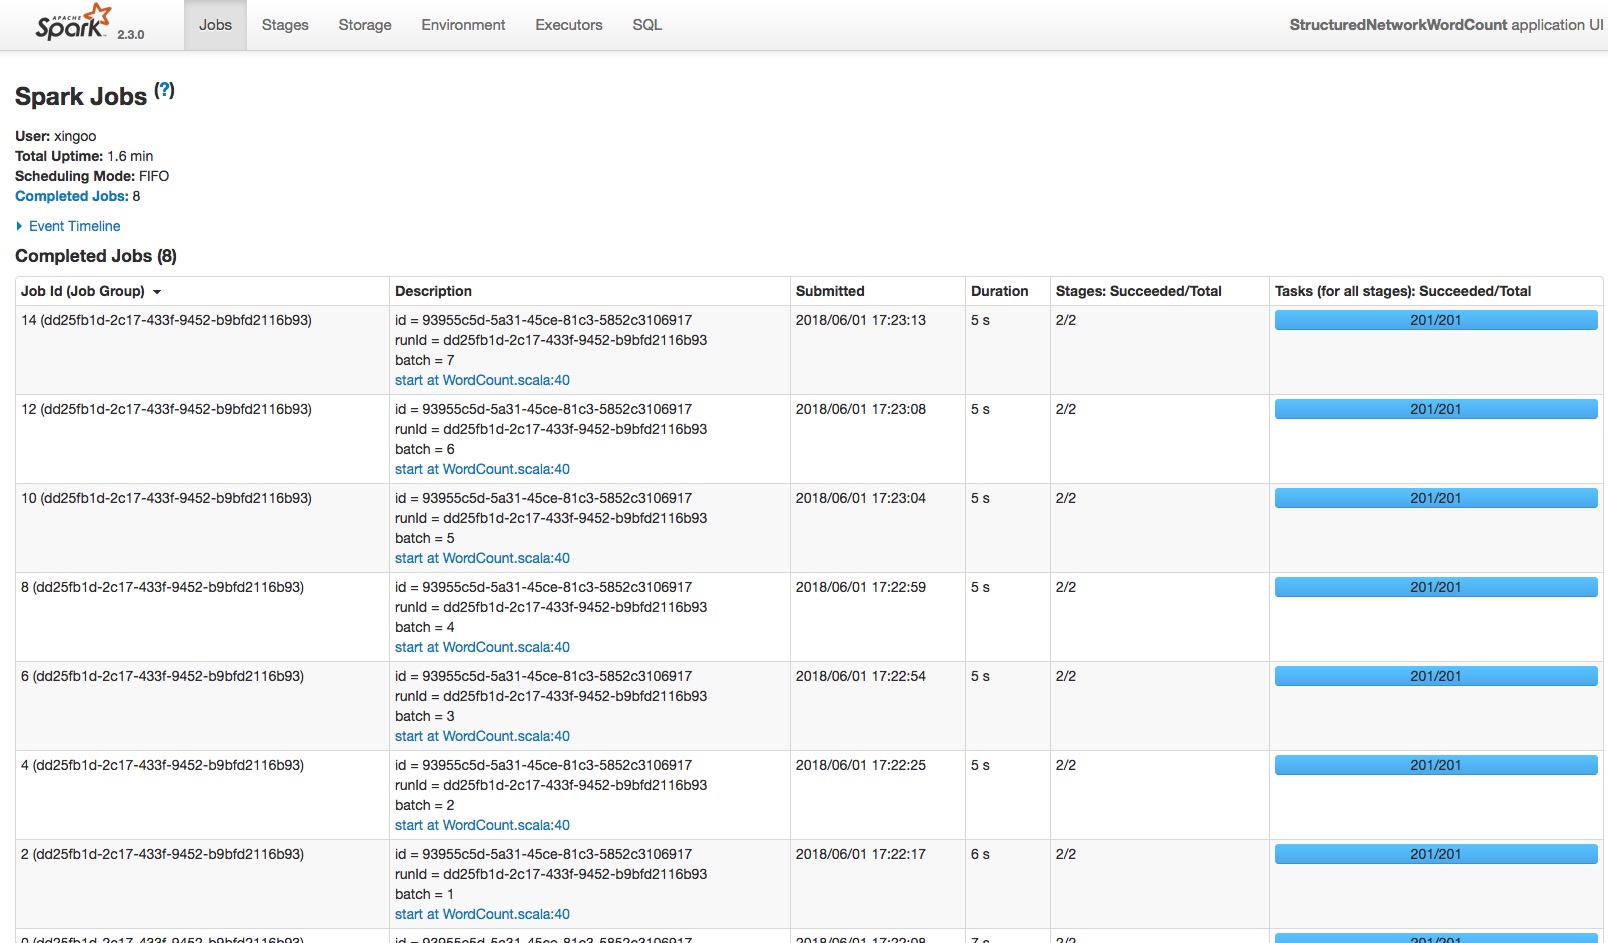 APACHE
Spark 2.3.0 Jobs Stages Storage Environment Executors SQL StructuredNetworkWordCount application UI
Spark Jobs (?)
User: xingoo
Total Uptime: 1.6 min
Scheduling Mode: FIFO
Completed Jobs: 8
Event Timeline
Completed Jobs (8)
Job Id (Job Group) Description Submitted Duration Stages: Succeeded/Total Tasks (for all stages): Succeeded/Total
14 (dd25fb1d-2c17-433f-9452-b9bfd2116b93) id = 93955c5d-5a31-45ce-81c3-5852c3106917 2018/06/01 17:23:13 5 s 2/2 201/201
runId = dd25fb1d-2c17-433f-9452-b9bfd2116b93
batch = 7
start at WordCount.scala:40
12 (dd25fb1d-2c17-433f-9452-b9bfd2116b93) id = 93955c5d-5a31-45ce-81c3-5852c3106917 2018/06/01 17:23:08 5 s 2/2 201/201
runId = dd25fb1d-2c17-433f-9452-b9bfd2116b93
batch = 6
start at WordCount.scala:40
10 (dd25fb1d-2c17-433f-9452-b9bfd2116b93) id = 93955c5d-5a31-45ce-81c3-5852c3106917 2018/06/01 17:23:04 5 s 2/2 201/201
runId = dd25fb1d-2c17-433f-9452-b9bfd2116b93
batch = 5
start at WordCount.scala:40
8 (dd25fb1d-2c17-433f-9452-b9bfd2116b93) id = 93955c5d-5a31-45ce-81c3-5852c3106917 2018/06/01 17:22:59 5 s 2/2 201/201
runId = dd25fb1d-2c17-433f-9452-b9bfd2116b93
batch = 4
start at WordCount.scala:40
6 (dd25fb1d-2c17-433f-9452-b9bfd2116b93) id = 93955c5d-5a31-45ce-81c3-5852c3106917 2018/06/01 17:22:54 5 s 2/2 201/201
runId = dd25fb1d-2c17-433f-9452-b9bfd2116b93
batch = 3
start at WordCount.scala:40
4 (dd25fb1d-2c17-433f-9452-b9bfd2116b93) id = 93955c5d-5a31-45ce-81c3-5852c3106917 2018/06/01 17:22:25 5 s 2/2 201/201
runId = dd25fb1d-2c17-433f-9452-b9bfd2116b93
batch = 2
start at WordCount.scala:40
2 (dd25fb1d-2c17-433f-9452-b9bfd2116b93) id = 93955c5d-5a31-45ce-81c3-5852c3106917 2018/06/01 17:22:17 6 s 2/2 201/201
runId = dd25fb1d-2c17-433f-9452-b9bfd2116b93
batch = 1
start at WordCount.scala:40
0 (dd25fb1d-2c17-433f-9452-b9bfd2116b93) id = 93955c5d-5a31-45ce-81c3-5852c3106917 2018/06/01 17:22:08 7 s 2/2 201/201